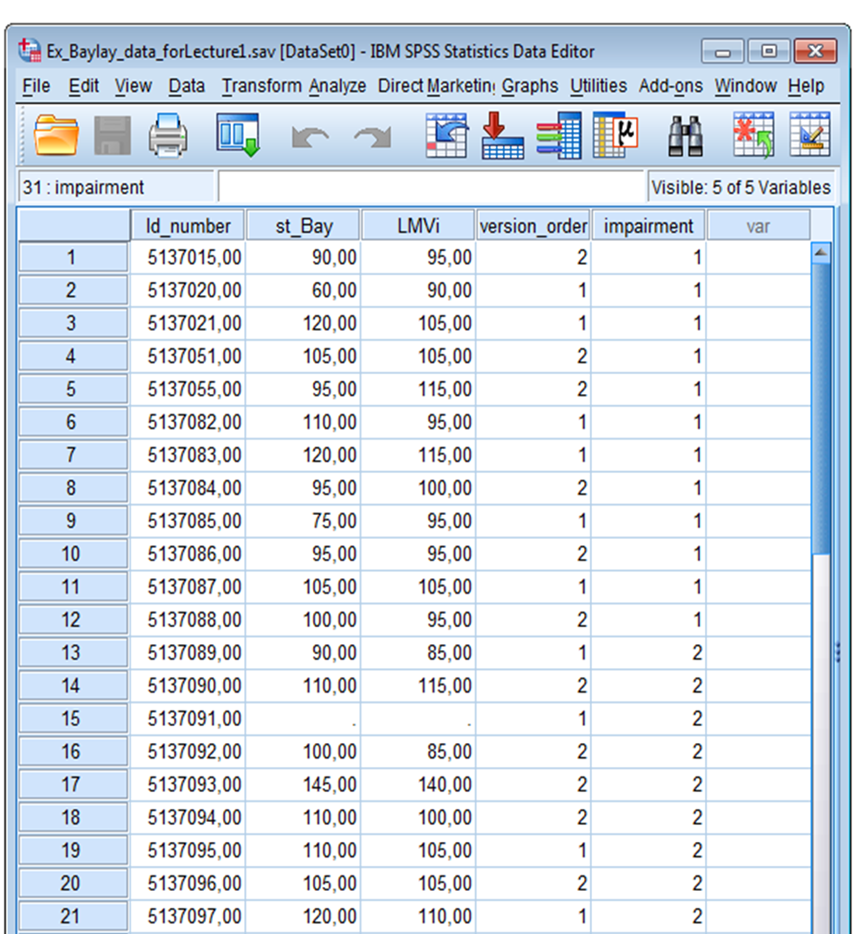 Ex_Baylay_data_forLecture1.sav [DataSet0] - IBM SPSS Statistics Data Editor
File Edit View Data Transform Analyze Direct Marketin Graphs Utilities Add-ons Window Help
μ
31 : impairment Visible: 5 of 5 Variables
Id_number st_Bay LMVi version_order impairment var
1 5137015,00 90,00 95,00 2 1
2 5137020,00 60,00 90,00 1 1
3 5137021,00 120,00 105,00 1 1
4 5137051,00 105,00 105,00 2 1
5 5137055,00 95,00 115,00 2 1
6 5137082,00 110,00 95,00 1 1
7 5137083,00 120,00 115,00 1 1
8 5137084,00 95,00 100,00 2 1
9 5137085,00 75,00 95,00 1 1
10 5137086,00 95,00 95,00 2 1
11 5137087,00 105,00 105,00 1 1
12 5137088,00 100,00 95,00 2 1
13 5137089,00 90,00 85,00 1 2
14 5137090,00 110,00 115,00 2 2
15 5137091,00 . . 1 2
16 5137092,00 100,00 85,00 2 2
17 5137093,00 145,00 140,00 2 2
18 5137094,00 110,00 100,00 2 2
19 5137095,00 110,00 105,00 1 2
20 5137096,00 105,00 105,00 2 2
21 5137097,00 120,00 110,00 1 2